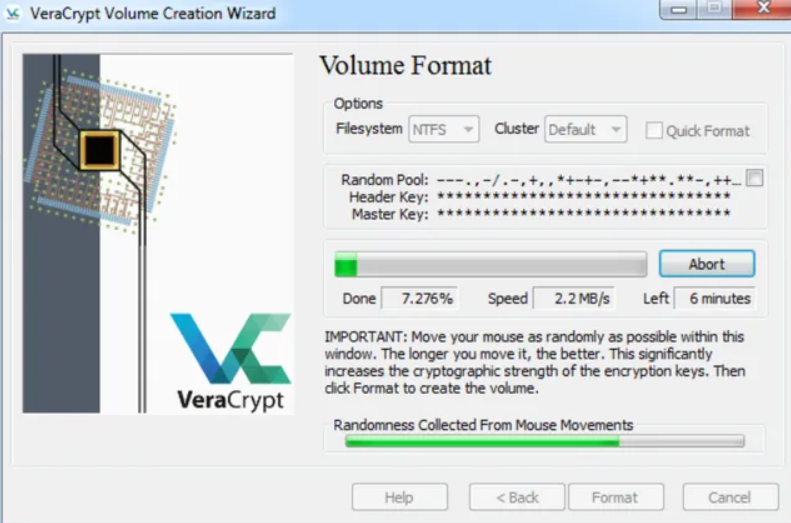 VeraCrypt Volume Creation Wizard
Volume Format
Options
Filesystem NTFS Cluster Default Quick Format
Random Pool: ---.,-/.-,+,,*+-+-,--*+**.**-,++...
Header Key: ********************************
Master Key: ********************************
Abort
Done 7.276% Speed 2.2 MB/s Left 6 minutes
IMPORTANT: Move your mouse as randomly as possible within this
window. The longer you move it, the better. This significantly
increases the cryptographic strength of the encryption keys. Then
click Format to create the volume.
VeraCrypt
Randomness Collected From Mouse Movements
Help < Back Format Cancel